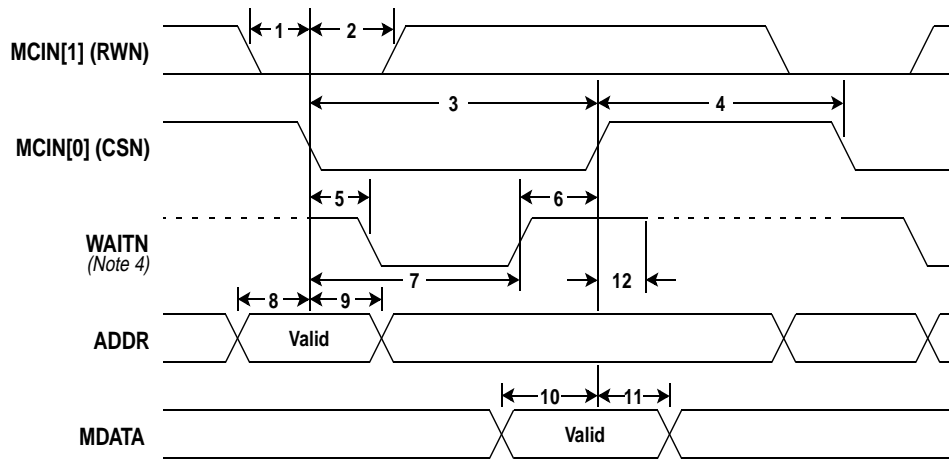 1 2
MCIN[1] (RWN)
3 4
MCIN[0] (CSN)
5 6
WAITN
(Note 4)
7 12
8 9
ADDR Valid
10 11
MDATA Valid